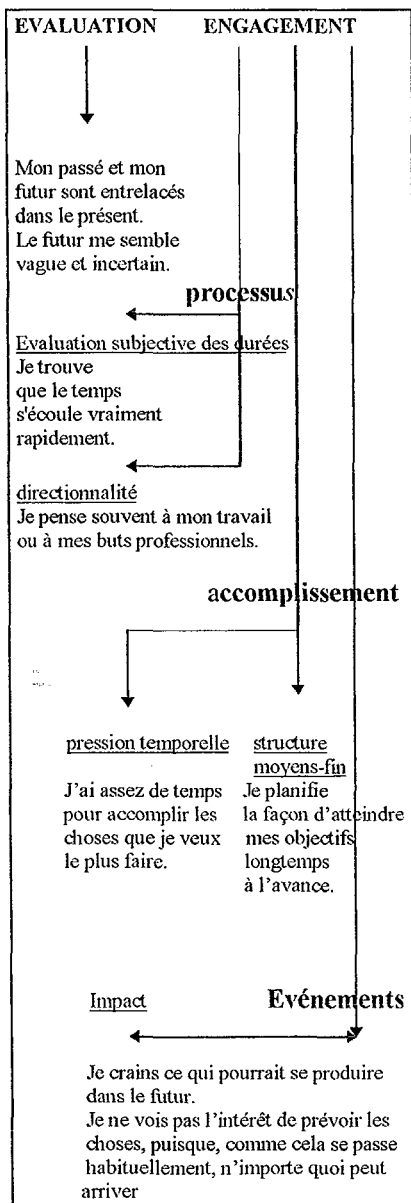 EVALUATION ENGAGEMENT
Mon passé et mon
futur sont entrelacés
dans le présent.
Le futur me semble
vague et incertain.
processus
Evaluation subjective des durées
Je trouve
que le temps
s'écoule vraiment
rapidement.
directionnalité
Je pense souvent à mon travail
ou à mes buts professionnels.
accomplissement
pression temporelle
J'ai assez de temps
pour accomplir les
choses que je veux
le plus faire.
structure
moyens-fin
Je planifie
la façon d'atteindre
mes objectifs
longtemps
à l'avance.
Impact Evénements
Je crains ce qui pourrait se produire
dans le futur.
Je ne vois pas l'intérêt de prévoir les
choses, puisque, comme cela se passe
habituellement, n'importe quoi peut
arriver